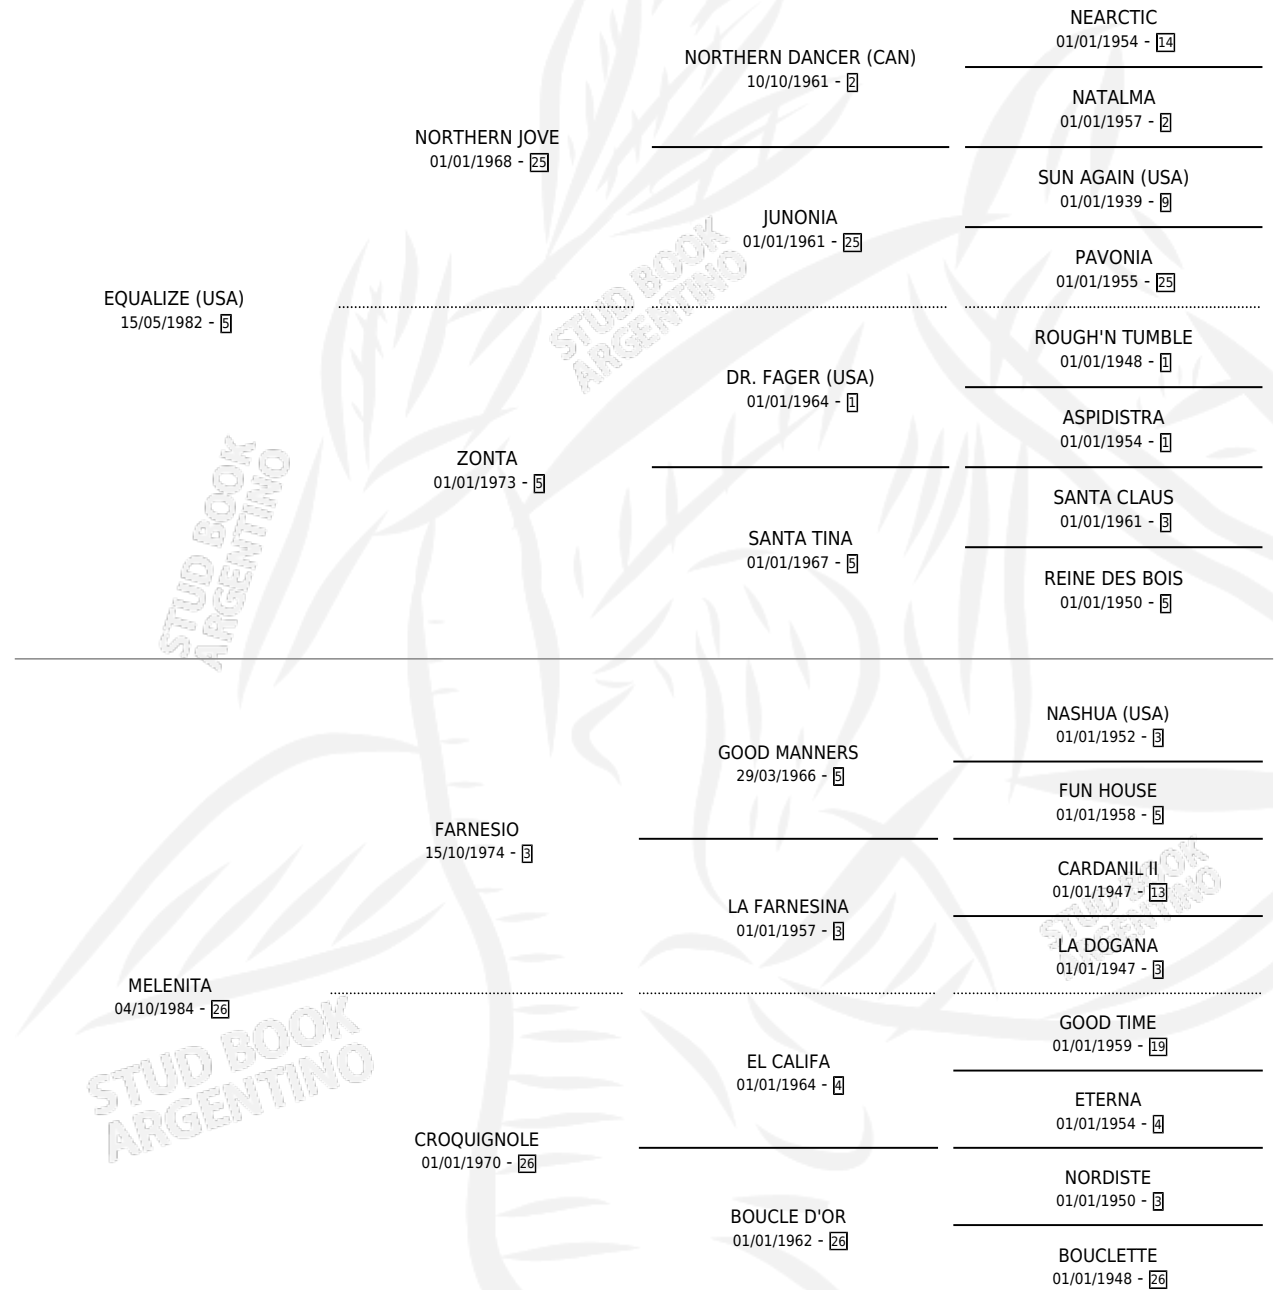 NEARCTIC
01/01/1954 - 14
NORTHERN DANCER (CAN)
10/10/1961 - 2
NATALMA
01/01/1957 - 2
NORTHERN JOVE
01/01/1968 - 25
SUN AGAIN (USA)
01/01/1939 - 9
JUNONIA
01/01/1961 - 25
PAVONIA
01/01/1955 - 25
EQUALIZE (USA)
15/05/1982 - 5
STUD BOOK
ARGENTINO
ROUGH'N TUMBLE
01/01/1948 - 1
DR. FAGER (USA)
01/01/1964 - 1
ASPIDISTRA
01/01/1954 - 1
ZONTA
01/01/1973 - 5
SANTA CLAUS
01/01/1961 - 3
SANTA TINA
01/01/1967 - 5
REINE DES BOIS
01/01/1950 - 5
STUD BOOK
ARGENTINO
NASHUA (USA)
01/01/1952 - 3
GOOD MANNERS
29/03/1966 - 5
FUN HOUSE
01/01/1958 - 5
FARNESIO
15/10/1974 - 3
CARDANIL II
01/01/1947 - 13
LA FARNESINA
01/01/1957 - 3
STUD BOOK
ARGENTINO
LA DOGANA
01/01/1947 - 3
MELENITA
04/10/1984 - 26
STUD BOOK
ARGENTINO
GOOD TIME
01/01/1959 - 19
EL CALIFA
01/01/1964 - 4
ETERNA
01/01/1954 - 4
CROQUIGNOLE
01/01/1970 - 26
NORDISTE
01/01/1950 - 3
BOUCLE D'OR
01/01/1962 - 26
BOUCLETTE
01/01/1948 - 26